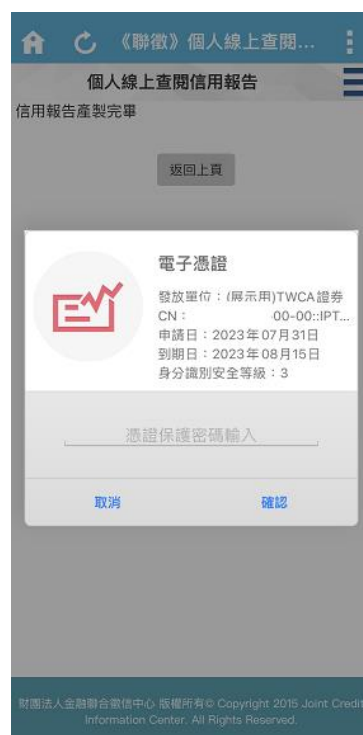 《聯徵》個人線上查閱...
個人線上查閱信用報告
信用報告產製完畢
返回上頁
電子憑證
發放單位：(展示用)TWCA證券
CN： -00-00::IPT...
申請日：2023年07月31日
到期日：2023年08月15日
身分識別安全等級：3
憑證保護密碼輸入
取消
確認
財團法人金融聯合徵信中心 版權所有© Copyright 2015 Joint Credit
Information Center. All Rights Reserved.